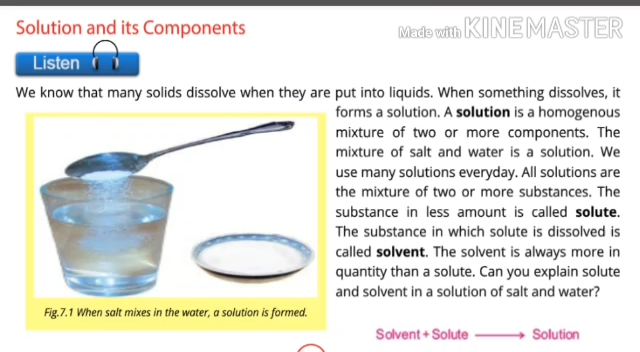 Solution and its Components
Made with KINEMASTER
Listen
We know that many solids dissolve when they are put into liquids. When something dissolves, it
forms a solution. A solution is a homogenous
mixture of two or more components. The
mixture of salt and water is a solution. We
use many solutions everyday. All solutions are
the mixture of two or more substances. The
substance in less amount is called solute.
The substance in which solute is dissolved is
called solvent. The solvent is always more in
quantity than a solute. Can you explain solute
and solvent in a solution of salt and water?
Fig.7.1 When salt mixes in the water, a solution is formed.
Solvent + Solute ⟶ Solution